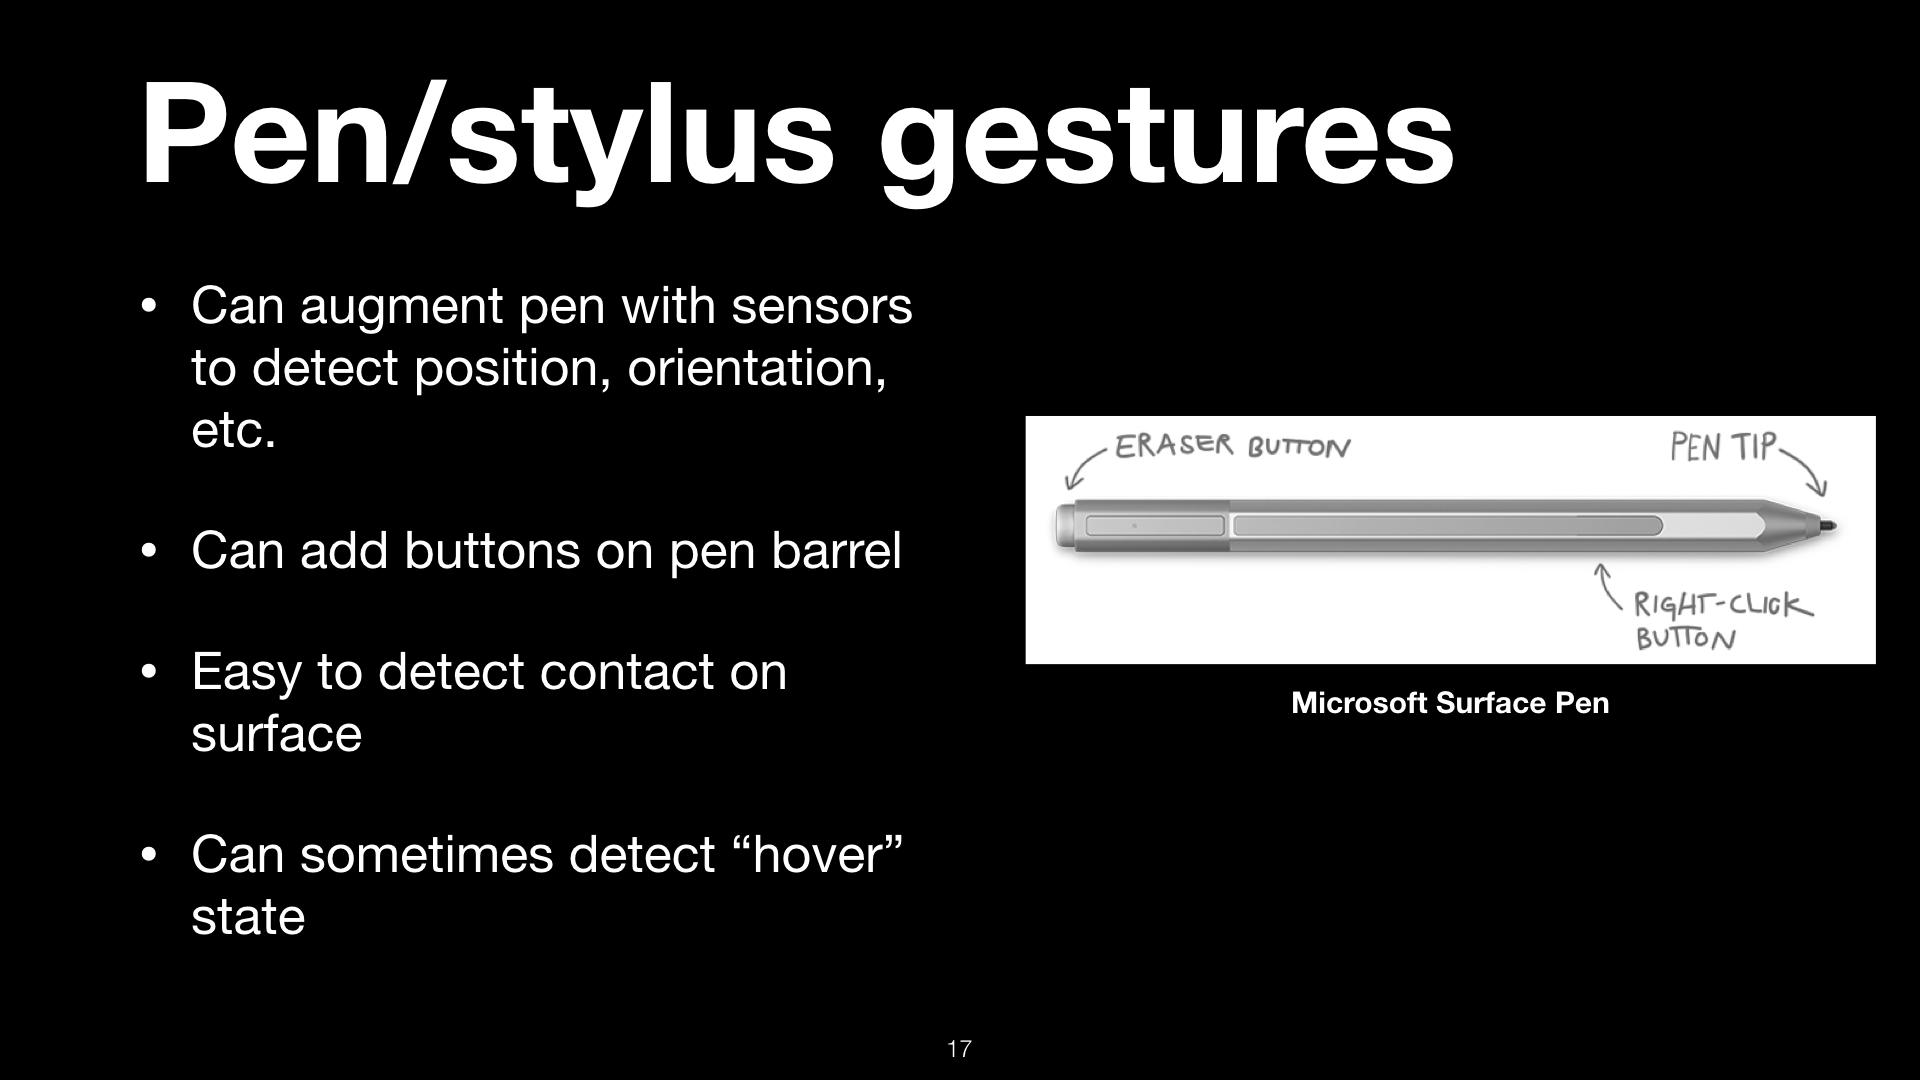 Pen/stylus gestures
• Can augment pen with sensors
to detect position, orientation,
etc.
• Can add buttons on pen barrel
• Easy to detect contact on
surface
• Can sometimes detect “hover”
state
ERASER BUTTON
PEN TIP
RIGHT-CLICK
BUTTON
Microsoft Surface Pen
17